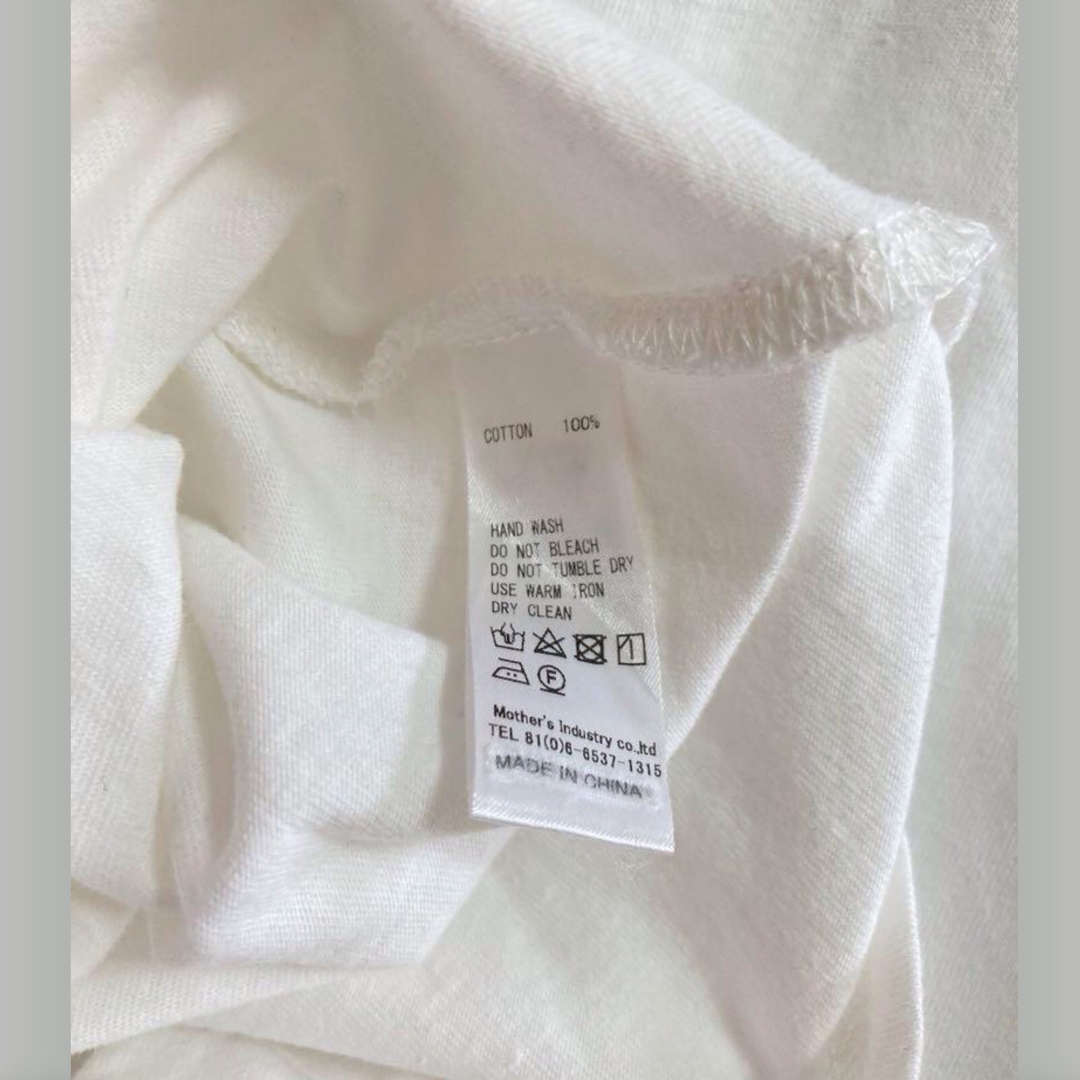 COTTON 100%
HAND WASH
DO NOT BLEACH
DO NOT TUMBLE DRY
USE WARM IRON
DRY CLEAN
F
Mother's Industry co.,ltd
TEL 81(0)6-6537-1315
MADE IN CHINA